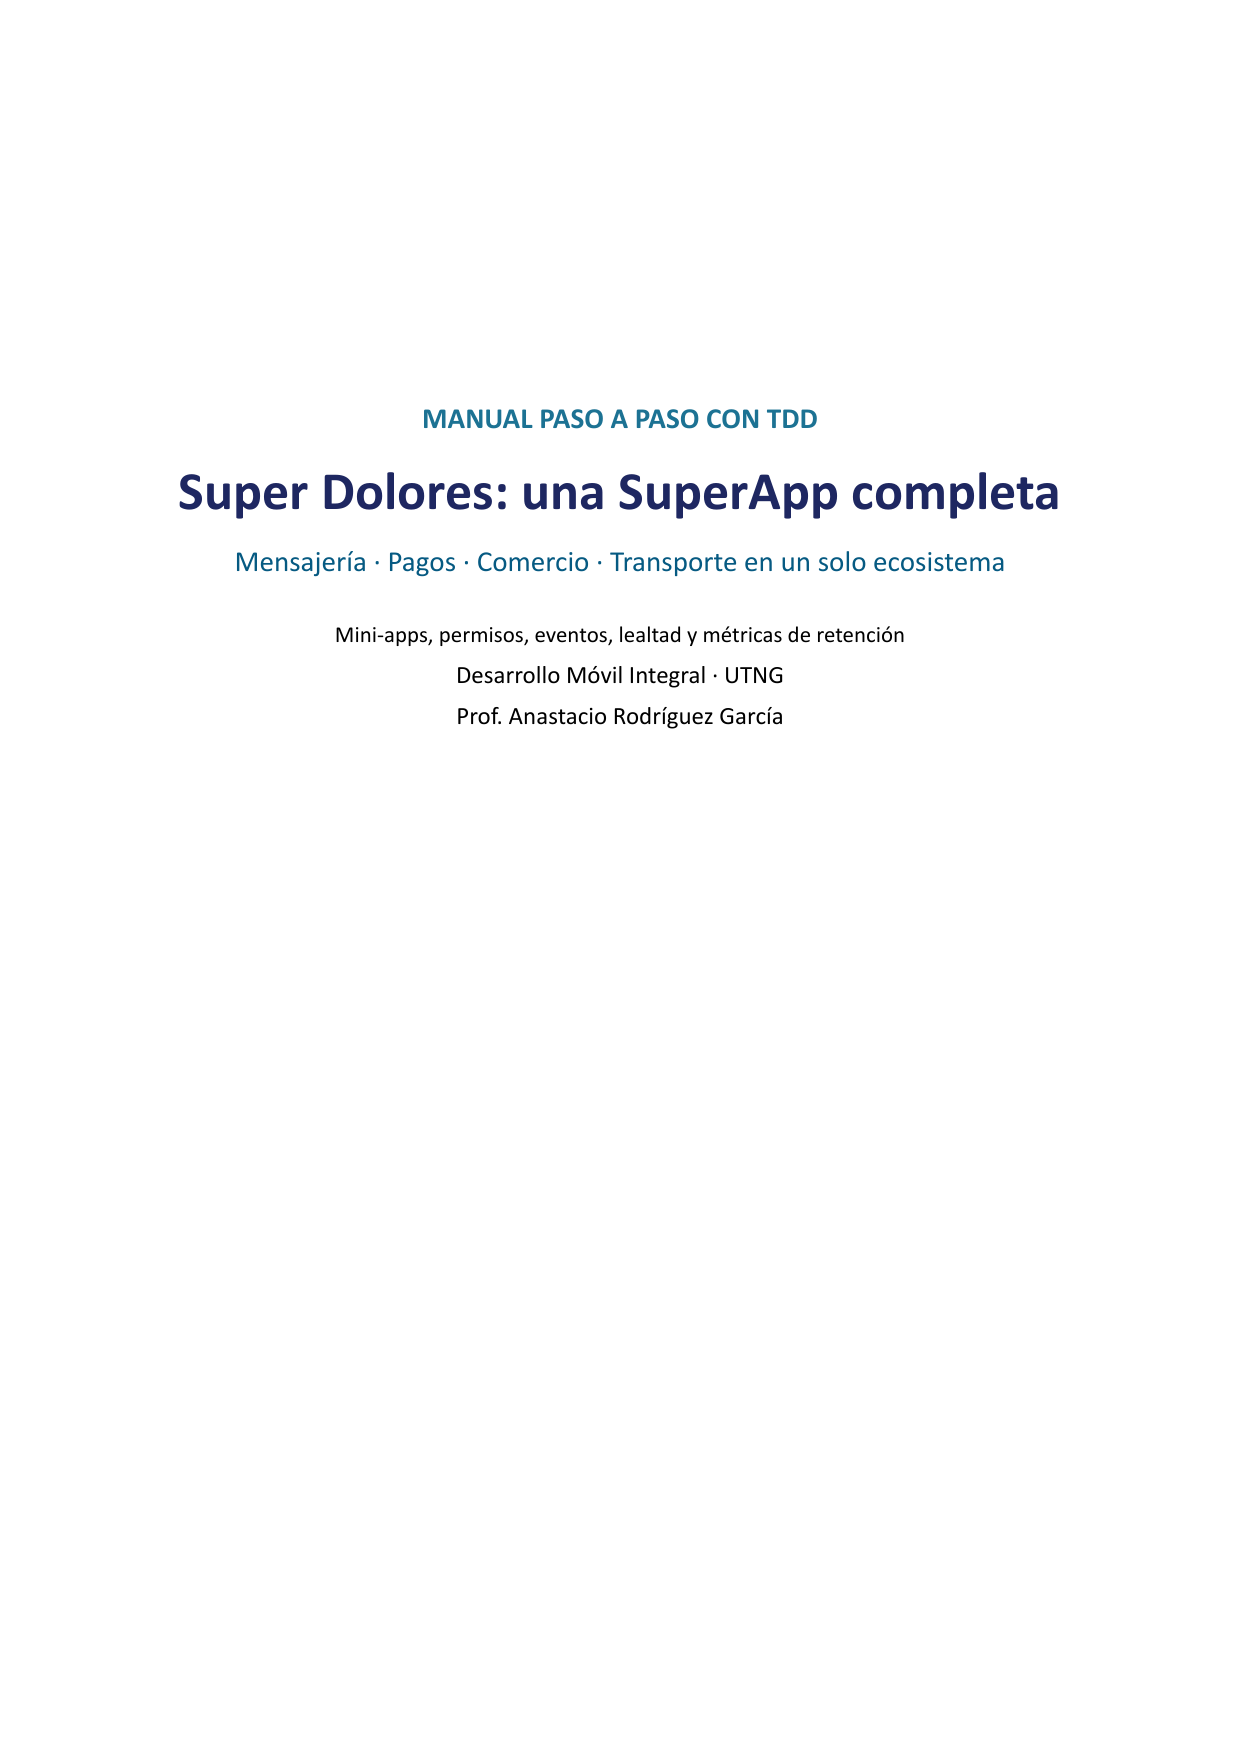 MANUAL PASO A PASO CON TDD
Super Dolores: una SuperApp completa
Mensajería · Pagos · Comercio · Transporte en un solo ecosistema
Mini-apps, permisos, eventos, lealtad y métricas de retención
Desarrollo Móvil Integral · UTNG
Prof. Anastacio Rodríguez García